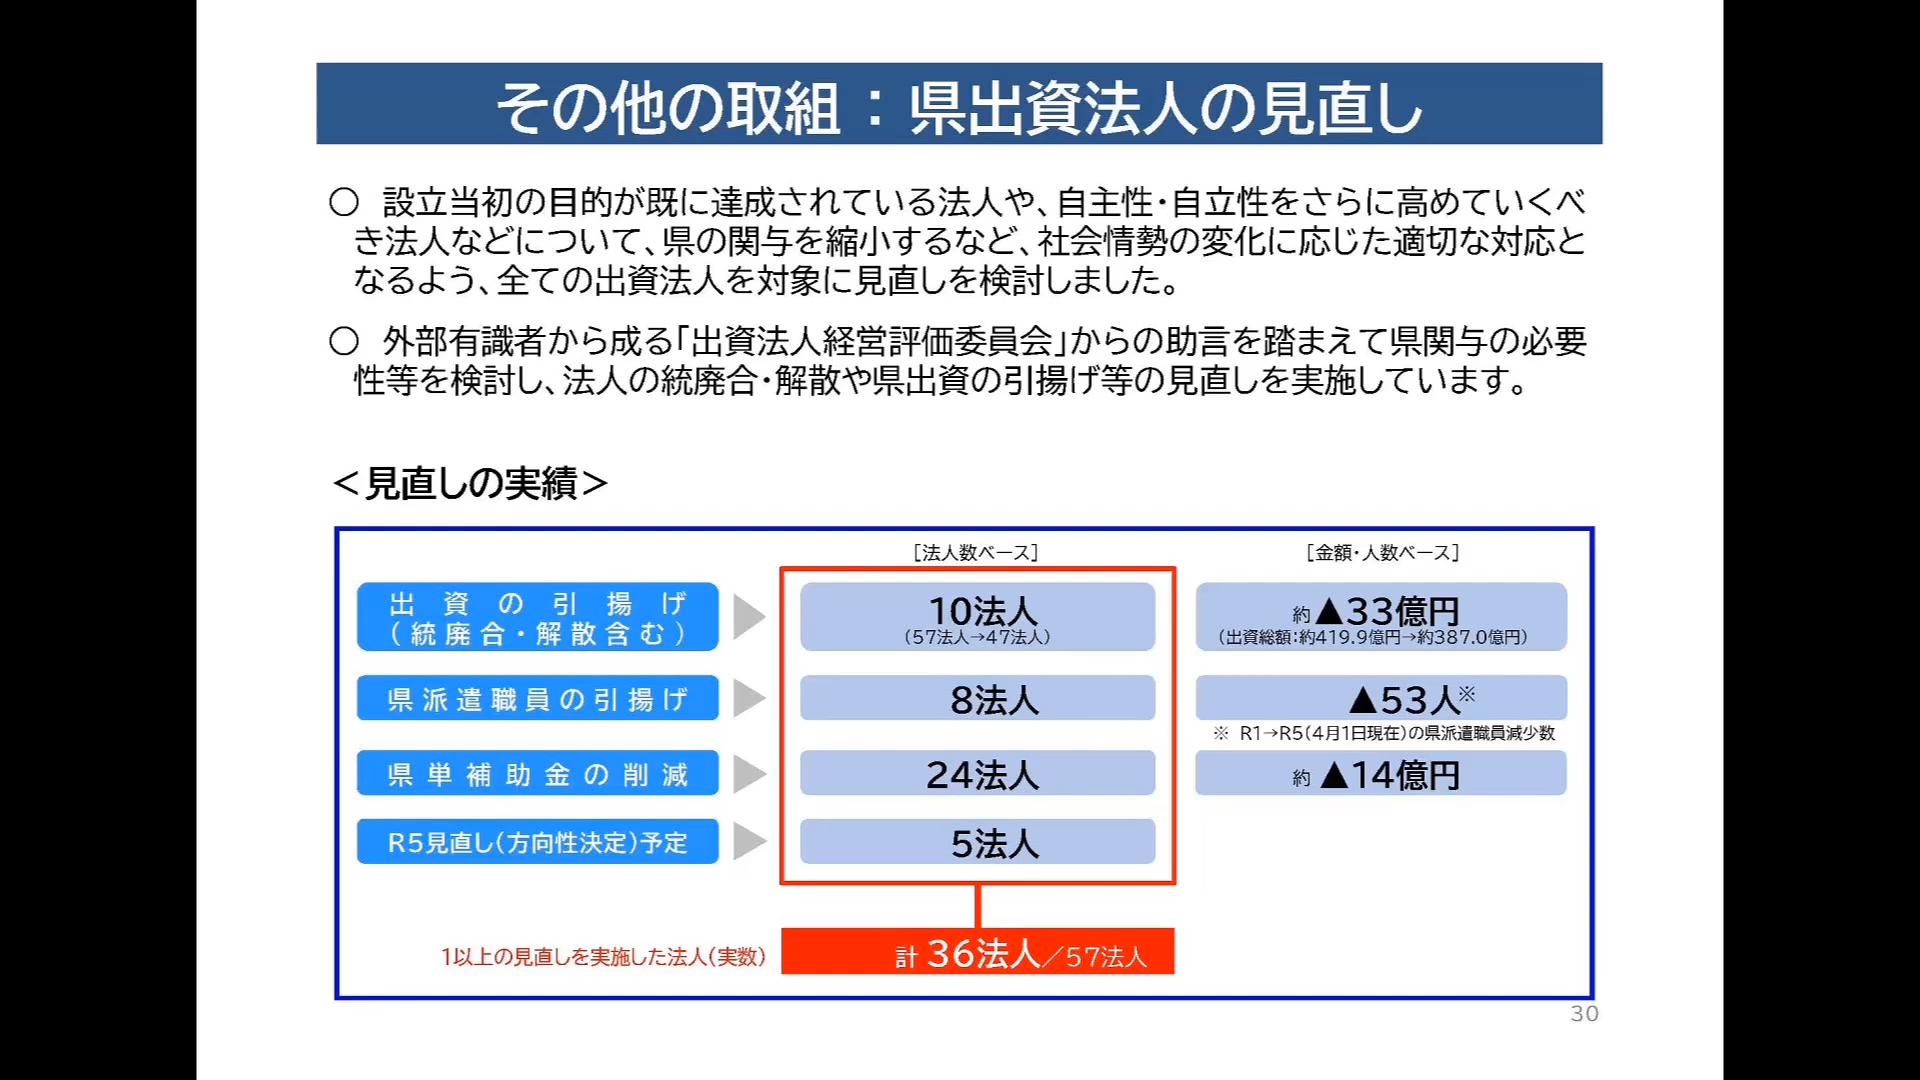 その他の取組：県出資法人の見直し
○ 設立当初の目的が既に達成されている法人や、自主性・自立性をさらに高めていくべ
き法人などについて、県の関与を縮小するなど、社会情勢の変化に応じた適切な対応と
なるよう、全ての出資法人を対象に見直しを検討しました。
○ 外部有識者から成る「出資法人経営評価委員会」からの助言を踏まえて県関与の必要
性等を検討し、法人の統廃合・解散や県出資の引揚げ等の見直しを実施しています。
＜見直しの実績＞
[法人数ベース]
[金額・人数ベース]
出資の引揚げ
（統廃合・解散含む）
10法人
（57法人→47法人）
約▲33億円
（出資総額：約419.9億円→約387.0億円）
県派遣職員の引揚げ
8法人
▲53人※
※ R1→R5（4月1日現在）の県派遣職員減少数
県単補助金の削減
24法人
約▲14億円
R5見直し（方向性決定）予定
5法人
1以上の見直しを実施した法人（実数）
計 36法人／57法人
30